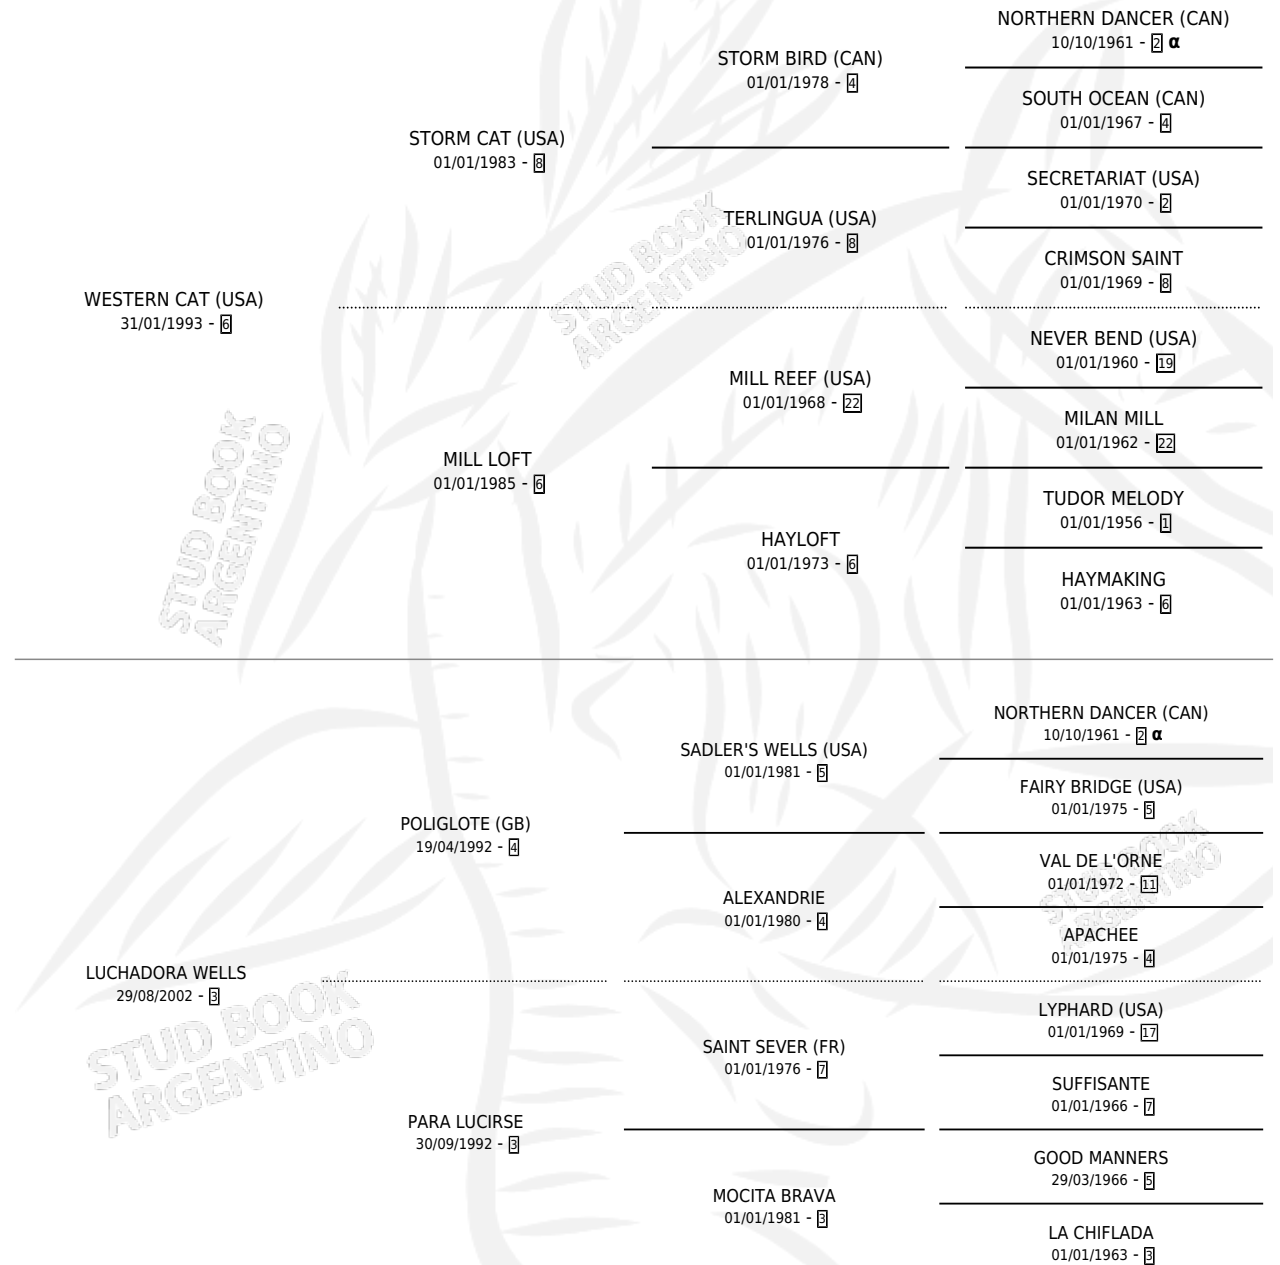 NORTHERN DANCER (CAN)
10/10/1961 - 2 α
STORM BIRD (CAN)
01/01/1978 - 4
SOUTH OCEAN (CAN)
01/01/1967 - 4
STORM CAT (USA)
01/01/1983 - 8
SECRETARIAT (USA)
01/01/1970 - 2
TERLINGUA (USA)
01/01/1976 - 8
CRIMSON SAINT
01/01/1969 - 8
WESTERN CAT (USA)
31/01/1993 - 6
NEVER BEND (USA)
01/01/1960 - 19
MILL REEF (USA)
01/01/1968 - 22
MILAN MILL
01/01/1962 - 22
MILL LOFT
01/01/1985 - 6
TUDOR MELODY
01/01/1956 - 1
HAYLOFT
01/01/1973 - 6
HAYMAKING
01/01/1963 - 6
NORTHERN DANCER (CAN)
10/10/1961 - 2 α
SADLER'S WELLS (USA)
01/01/1981 - 5
FAIRY BRIDGE (USA)
01/01/1975 - 5
POLIGLOTE (GB)
19/04/1992 - 4
VAL DE L'ORNE
01/01/1972 - 11
ALEXANDRIE
01/01/1980 - 4
APACHEE
01/01/1975 - 4
LUCHADORA WELLS
29/08/2002 - 3
LYPHARD (USA)
01/01/1969 - 17
SAINT SEVER (FR)
01/01/1976 - 7
SUFFISANTE
01/01/1966 - 7
PARA LUCIRSE
30/09/1992 - 3
GOOD MANNERS
29/03/1966 - 5
MOCITA BRAVA
01/01/1981 - 3
LA CHIFLADA
01/01/1963 - 3
STUD BOOK
ARGENTINO
STUD BOOK
ARGENTINO
STUD BOOK
ARGENTINO
STUD BOOK
ARGENTINO